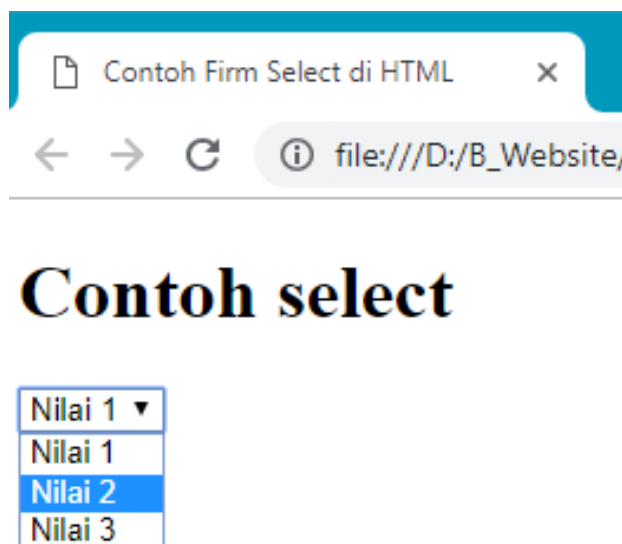 Contoh Firm Select di HTML
file:///D:/B_Website/
Contoh select
Nilai 1
Nilai 1
Nilai 2
Nilai 3